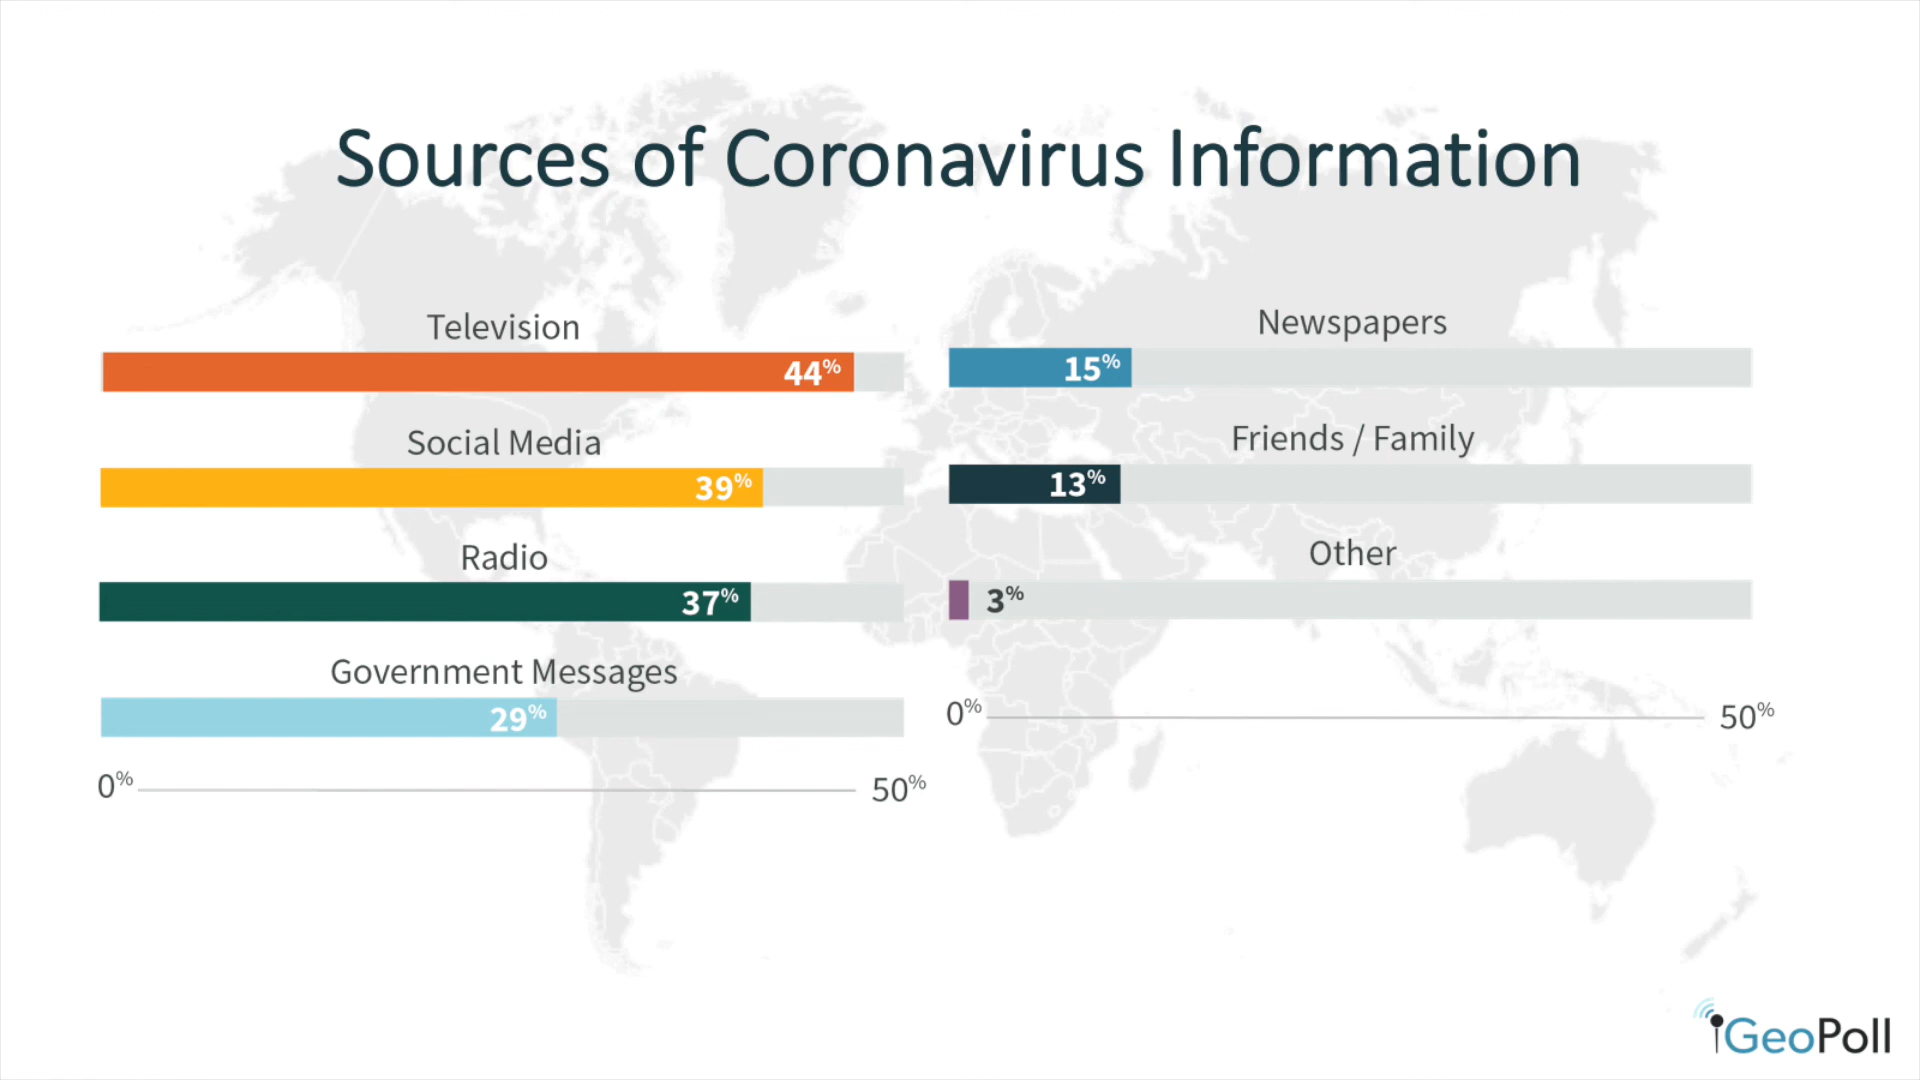 Sources of Coronavirus Information
Television
44%
Social Media
39%
Radio
37%
Government Messages
29%
0% 50%
Newspapers
15%
Friends / Family
13%
Other
3%
0% 50%
GeoPoll